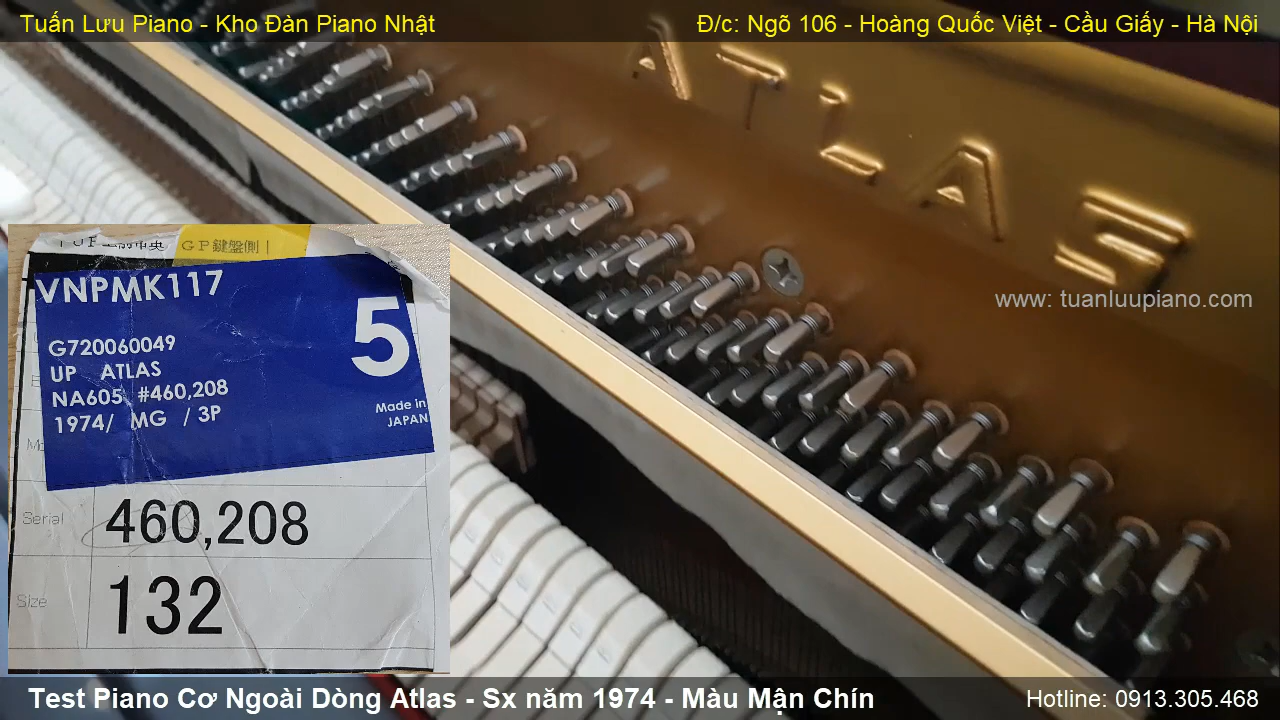 Tuấn Lưu Piano - Kho Đàn Piano Nhật
Đ/c: Ngõ 106 - Hoàng Quốc Việt - Cầu Giấy - Hà Nội
ATLAS
www: tuanluupiano.com
GP鍵盤側
VNPMK117
5
G720060049
UP ATLAS
NA605 #460,208
1974/ MG / 3P
Made in
JAPAN
Serial 460,208
Size 132
Test Piano Cơ Ngoài Dòng Atlas - Sx năm 1974 - Màu Mận Chín
Hotline: 0913.305.468